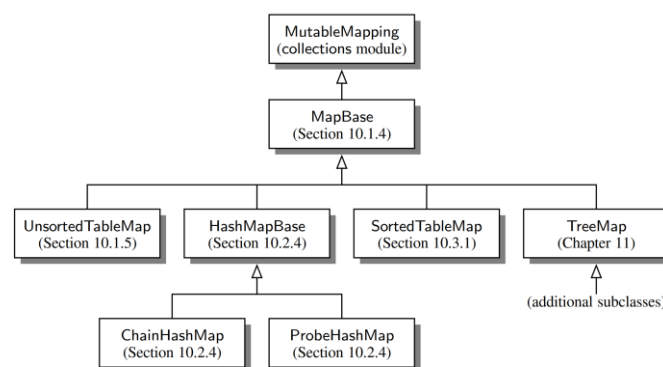 MutableMapping
(collections module)
MapBase
(Section 10.1.4)
UnsortedTableMap
(Section 10.1.5)
HashMapBase
(Section 10.2.4)
SortedTableMap
(Section 10.3.1)
TreeMap
(Chapter 11)
(additional subclasses)
ChainHashMap
(Section 10.2.4)
ProbeHashMap
(Section 10.2.4)